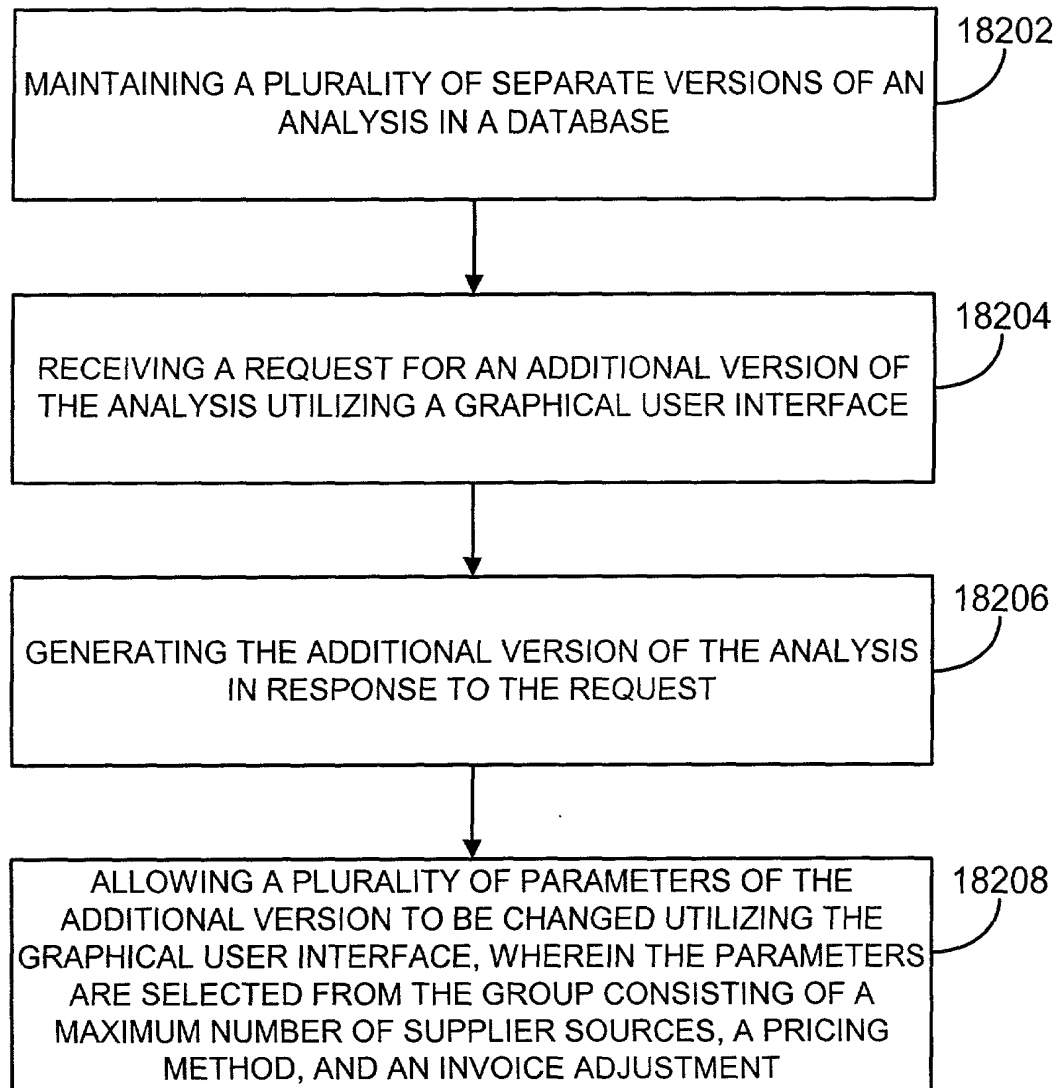 18202
MAINTAINING A PLURALITY OF SEPARATE VERSIONS OF AN
ANALYSIS IN A DATABASE
18204
RECEIVING A REQUEST FOR AN ADDITIONAL VERSION OF
THE ANALYSIS UTILIZING A GRAPHICAL USER INTERFACE
18206
GENERATING THE ADDITIONAL VERSION OF THE ANALYSIS
IN RESPONSE TO THE REQUEST
18208
ALLOWING A PLURALITY OF PARAMETERS OF THE
ADDITIONAL VERSION TO BE CHANGED UTILIZING THE
GRAPHICAL USER INTERFACE, WHEREIN THE PARAMETERS
ARE SELECTED FROM THE GROUP CONSISTING OF A
MAXIMUM NUMBER OF SUPPLIER SOURCES, A PRICING
METHOD, AND AN INVOICE ADJUSTMENT